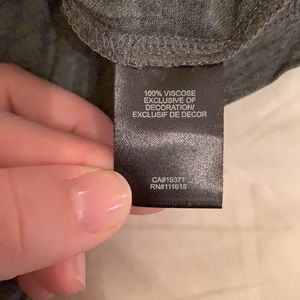 100% VISCOSE
EXCLUSIVE OF
DECORATION/
EXCLUSIF DE DECOR
CA#19371
RN#111615